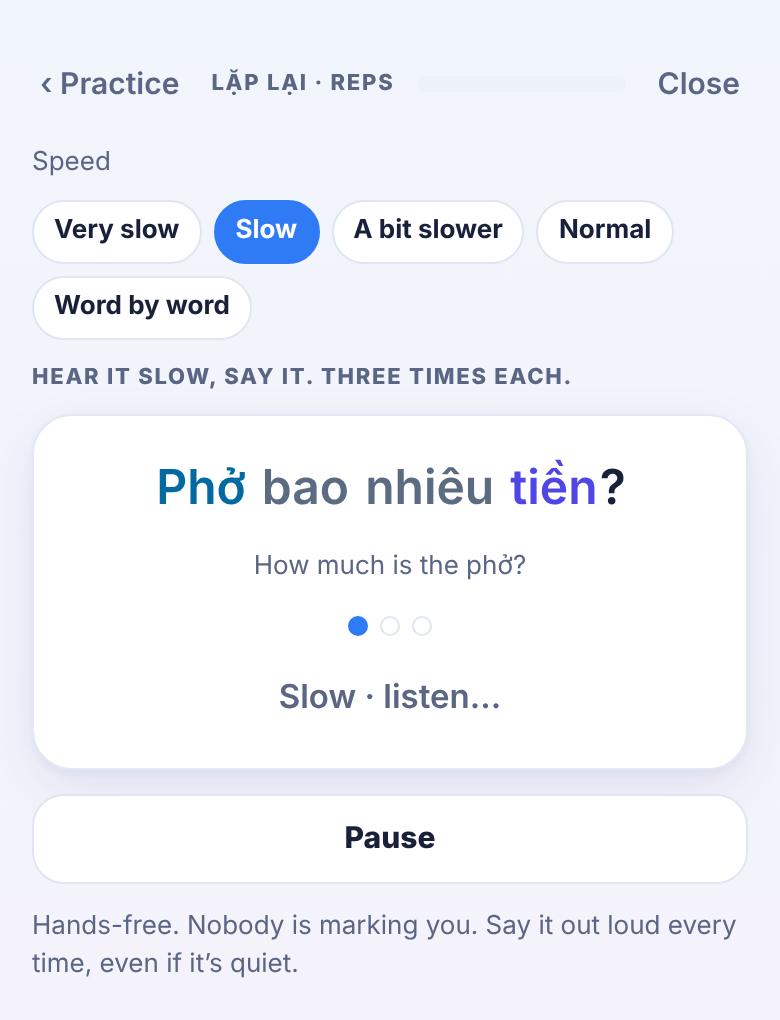 ‹ Practice LẶP LẠI · REPS Close
Speed
Very slow Slow A bit slower Normal
Word by word
HEAR IT SLOW, SAY IT. THREE TIMES EACH.
Phở bao nhiêu tiền?
How much is the phở?
Slow · listen...
Pause
Hands-free. Nobody is marking you. Say it out loud every
time, even if it’s quiet.